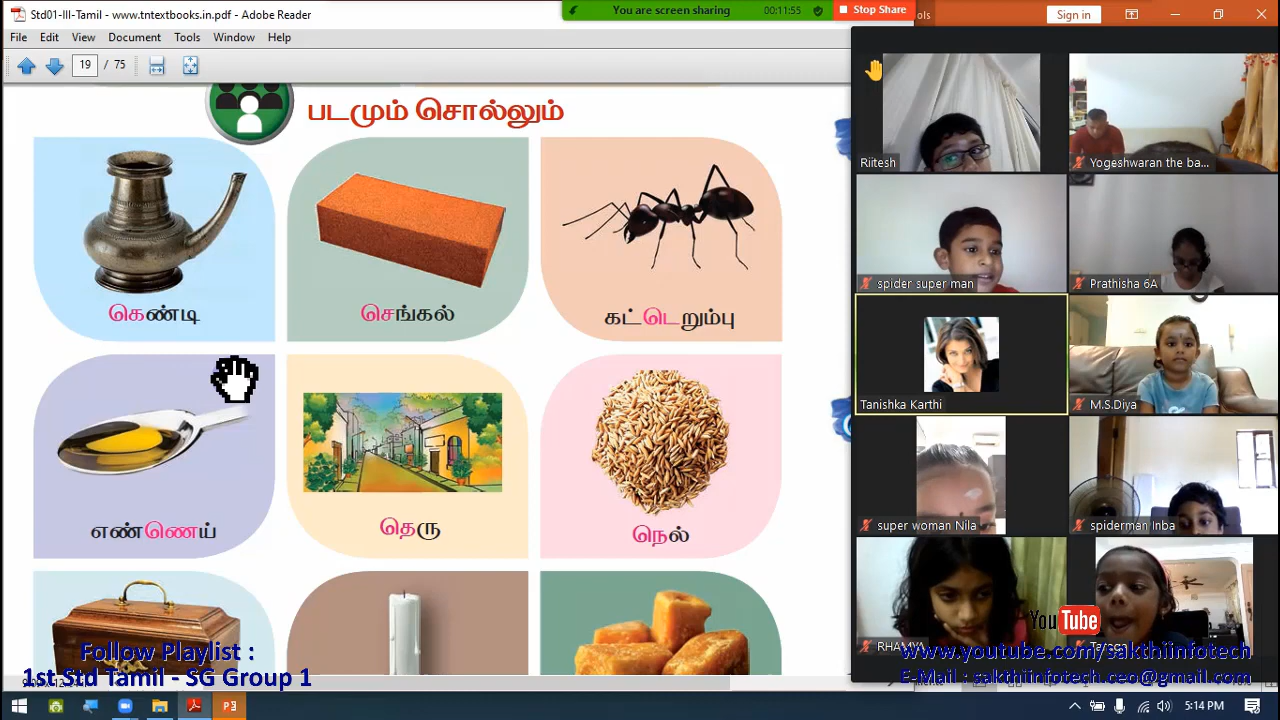 Std01-III-Tamil - www.tntextbooks.in.pdf - Adobe Reader
You are screen sharing
00:11:55
Stop Share
ols
Sign in
File Edit View Document Tools Window Help
19 / 75
படமும் சொல்லும்
கெண்டி
செங்கல்
கட்டெறும்பு
எண்ணெய்
தெரு
நெல்
Riitesh
Yogeshwaran the ba...
spider super man
Prathisha 6A
Tanishka Karthi
M.S.Diya
super woman Nila
spiderman Inba
YouTube
Follow Playlist :
1st Std Tamil - SG Group 1
www.youtube.com/sakthiinfotech
E-Mail : sakthiinfotech.ceo@gmail.com
5:14 PM